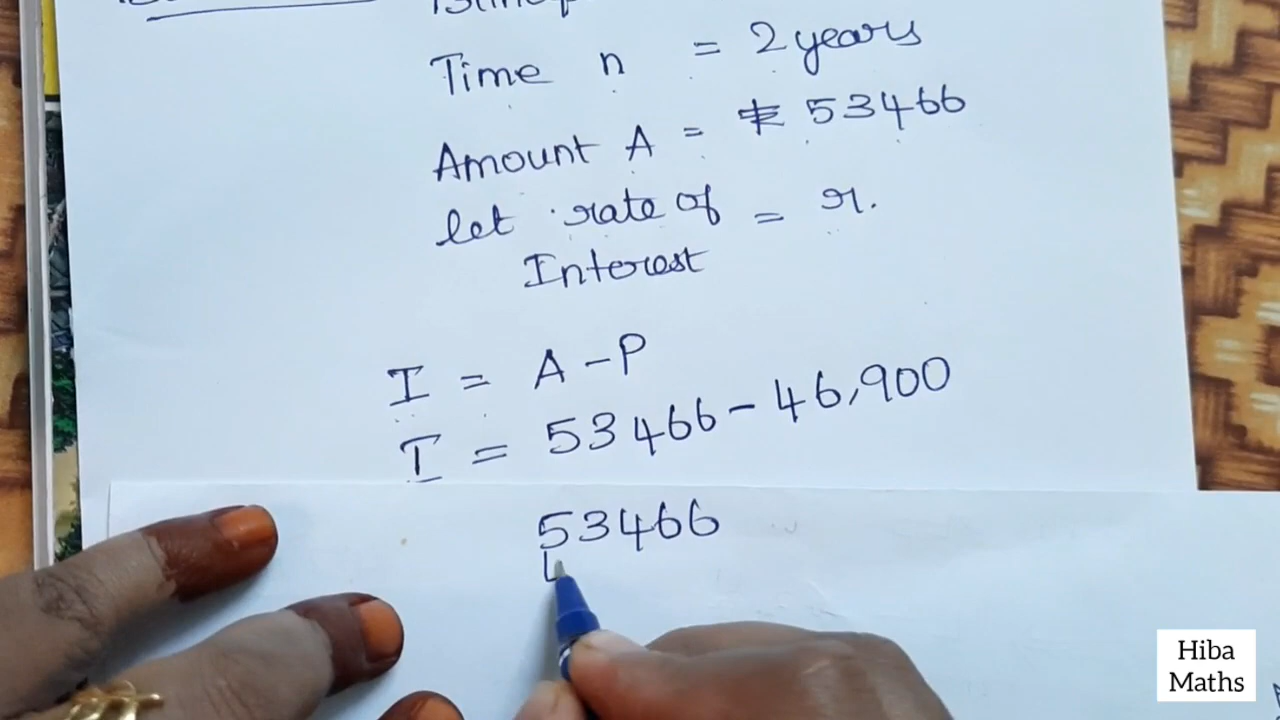 Time n = 2 years
Amount A = ₹ 53466
let rate of = r.
Interest
I = A - P
I = 53466 - 46,900
53466
Hiba
Maths